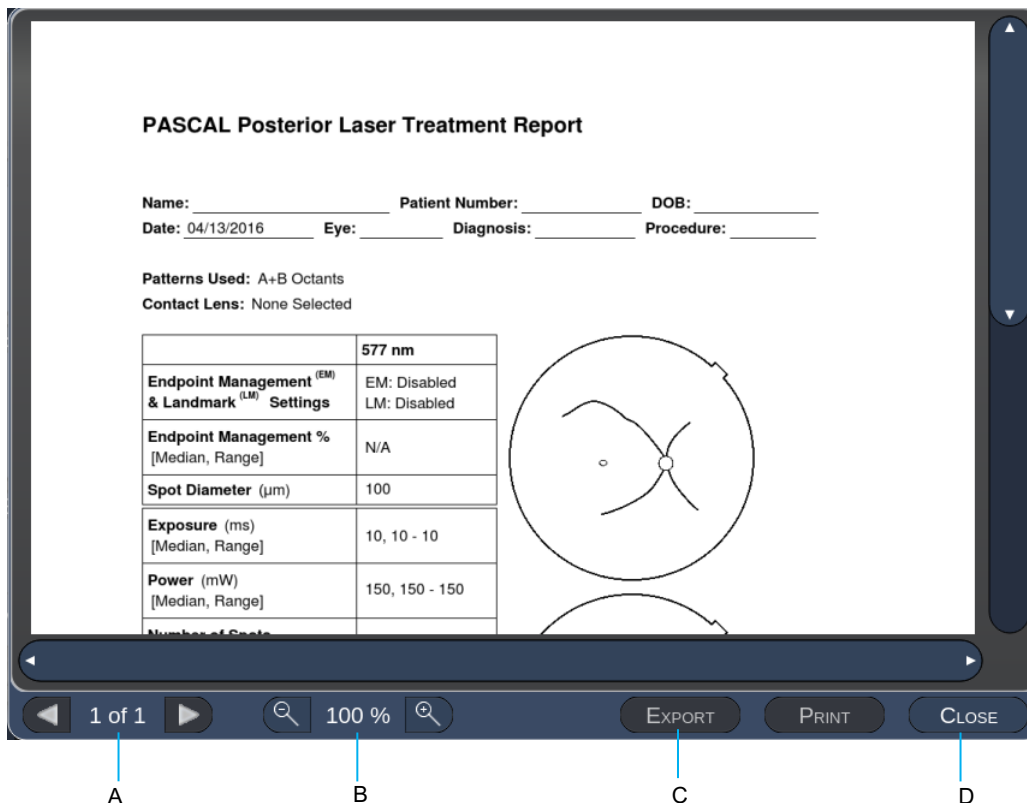 PASCAL Posterior Laser Treatment Report
Name: Patient Number: DOB:
Date: 04/13/2016 Eye: Diagnosis: Procedure:
Patterns Used: A+B Octants
Contact Lens: None Selected
577 nm
Endpoint Management (EM)
& Landmark (LM) Settings
EM: Disabled
LM: Disabled
Endpoint Management %
[Median, Range]
N/A
Spot Diameter (µm) 100
Exposure (ms)
[Median, Range]
10, 10 - 10
Power (mW)
[Median, Range]
150, 150 - 150
Number of Spots
1 of 1 100 % EXPORT PRINT CLOSE
A B C D